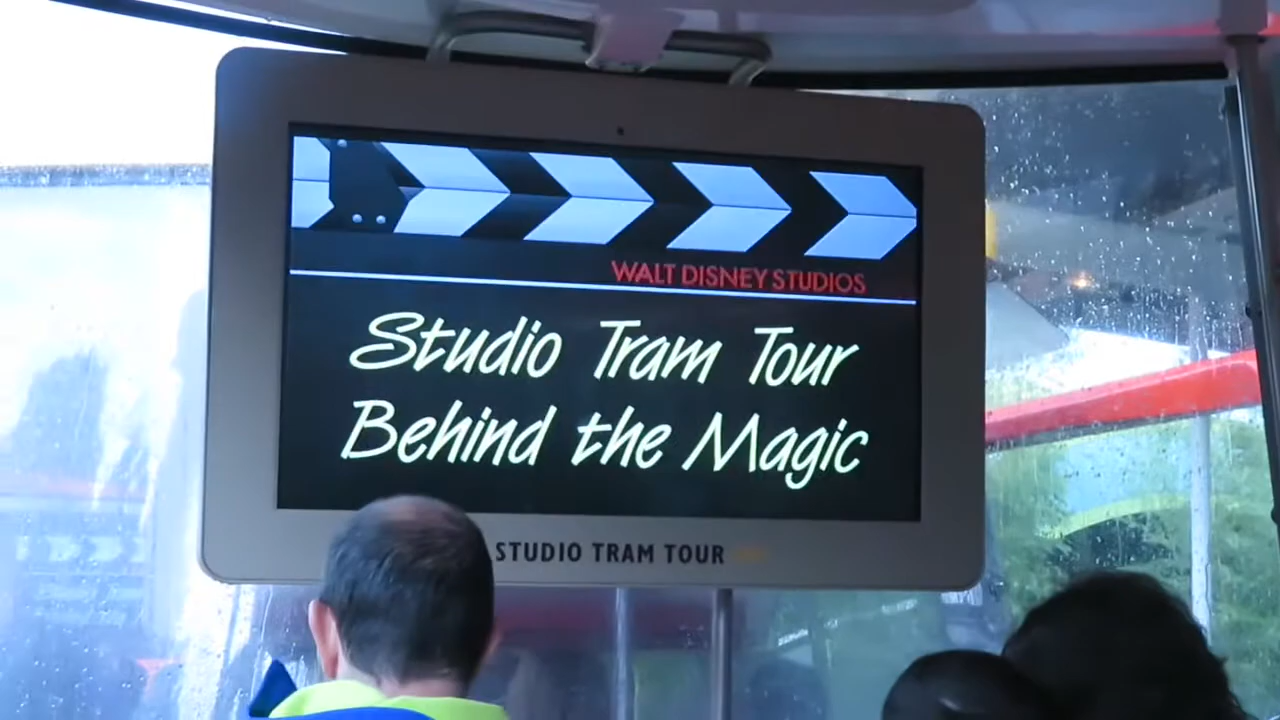 WALT DISNEY STUDIOS
Studio Tram Tour
Behind the Magic
STUDIO TRAM TOUR